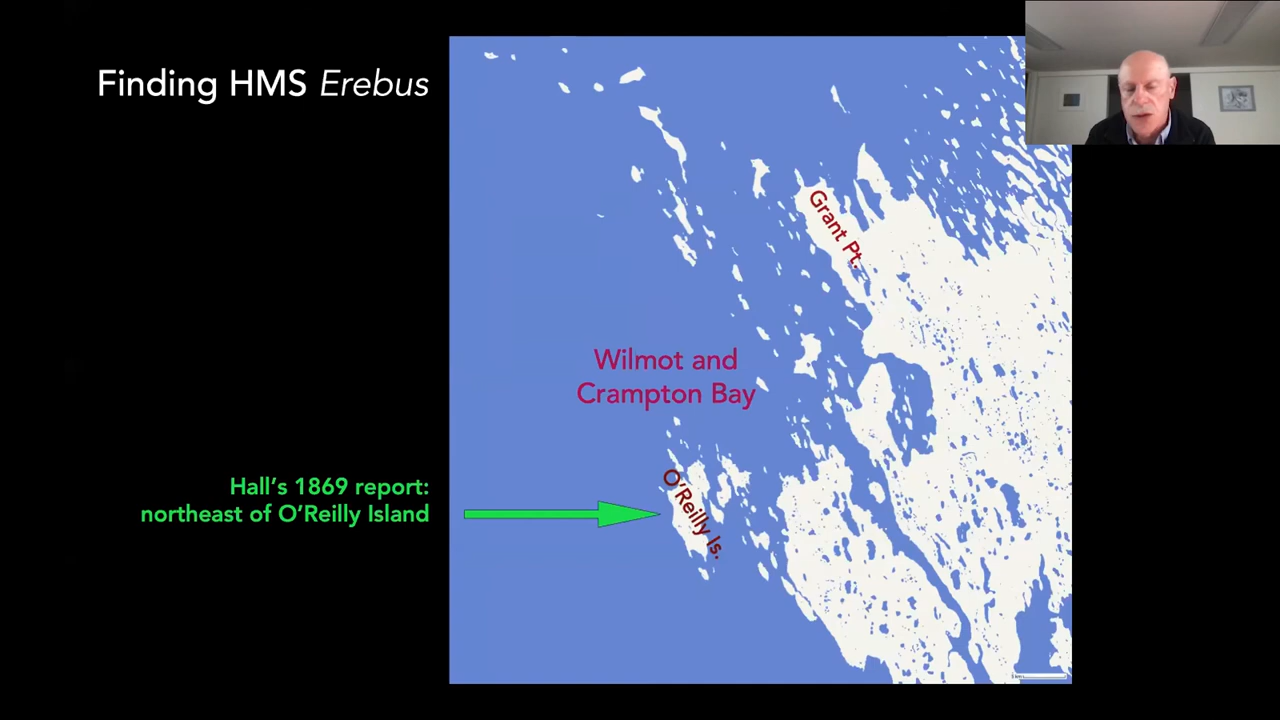 Finding HMS Erebus
Grant Pt.
Wilmot and
Crampton Bay
O'Reilly Is.
Hall's 1869 report:
northeast of O'Reilly Island